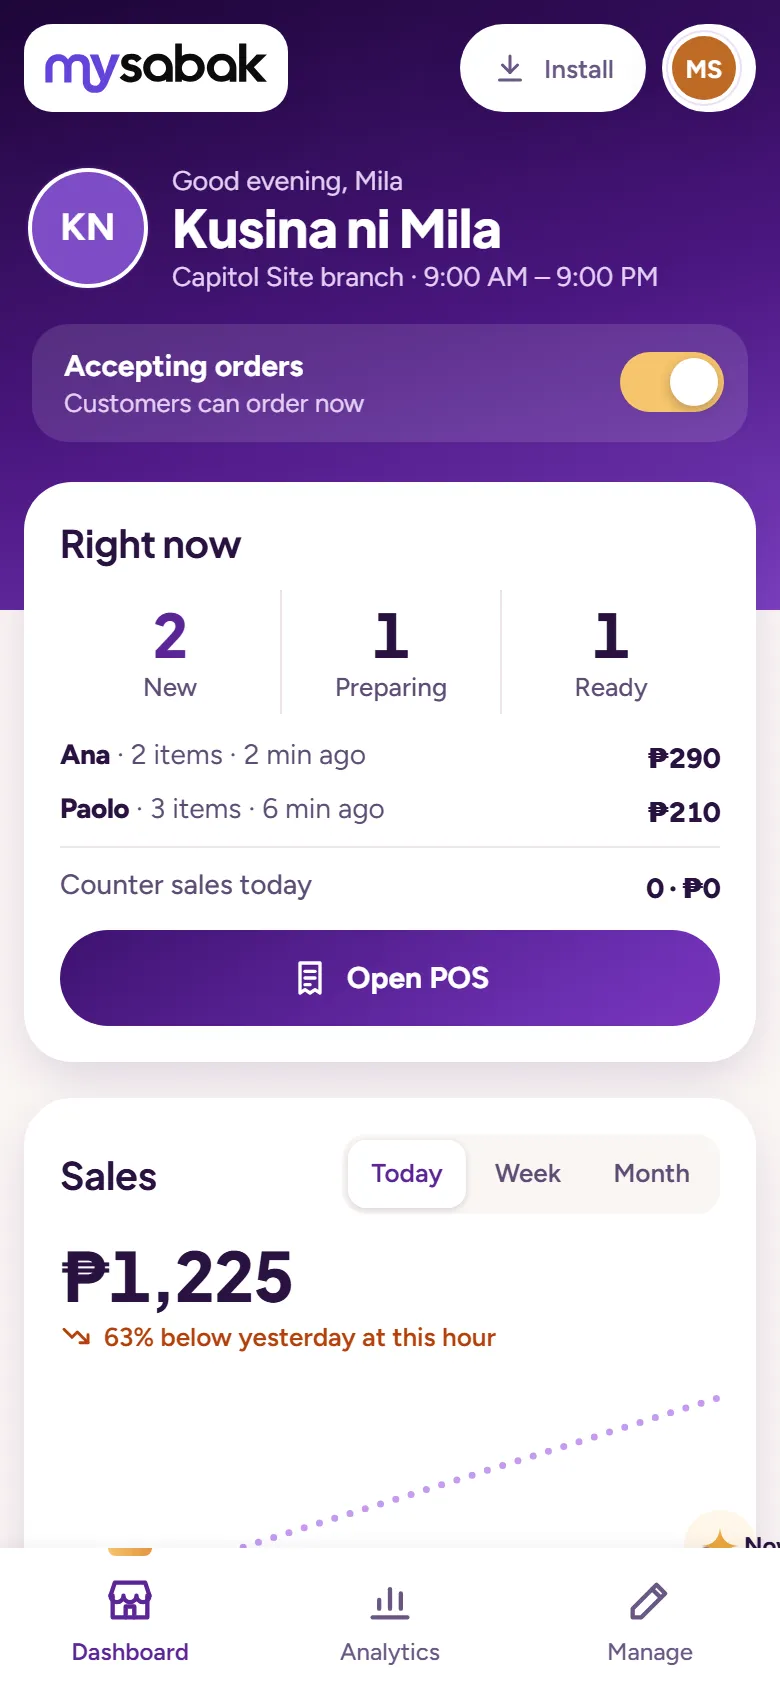 mysabak
Install
MS
KN
Good evening, Mila
Kusina ni Mila
Capitol Site branch · 9:00 AM – 9:00 PM
Accepting orders
Customers can order now
Right now
2
New
1
Preparing
1
Ready
Ana · 2 items · 2 min ago
₱290
Paolo · 3 items · 6 min ago
₱210
Counter sales today
0 · ₱0
Open POS
Sales
Today
Week
Month
₱1,225
63% below yesterday at this hour
Dashboard
Analytics
Manage